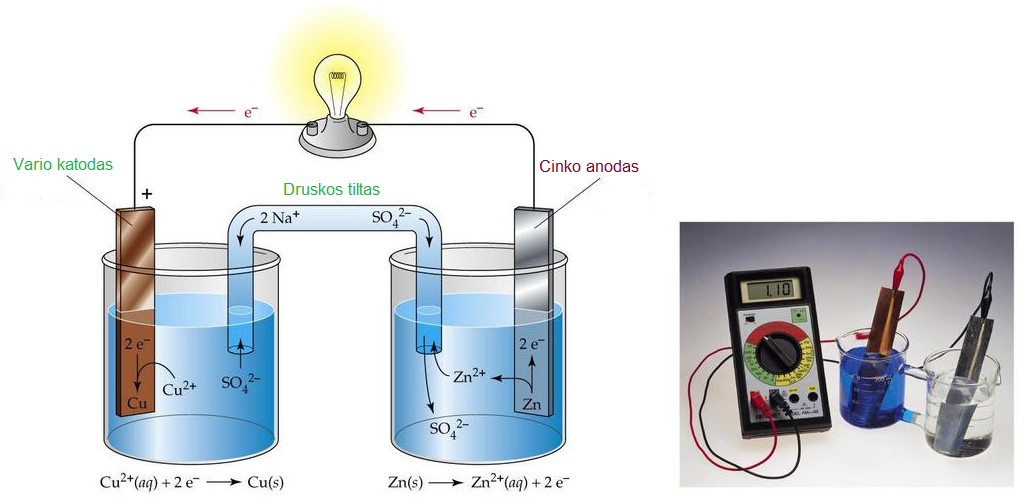 e⁻
e⁻
Vario katodas
Cinko anodas
+
Druskos tiltas
2 Na⁺
SO₄²⁻
2 e⁻
Cu²⁺
Cu
SO₄²⁻
2 e⁻
Zn²⁺
Zn
SO₄²⁻
Cu²⁺(aq) + 2 e⁻ ⟶ Cu(s)
Zn(s) ⟶ Zn²⁺(aq) + 2 e⁻
1.10